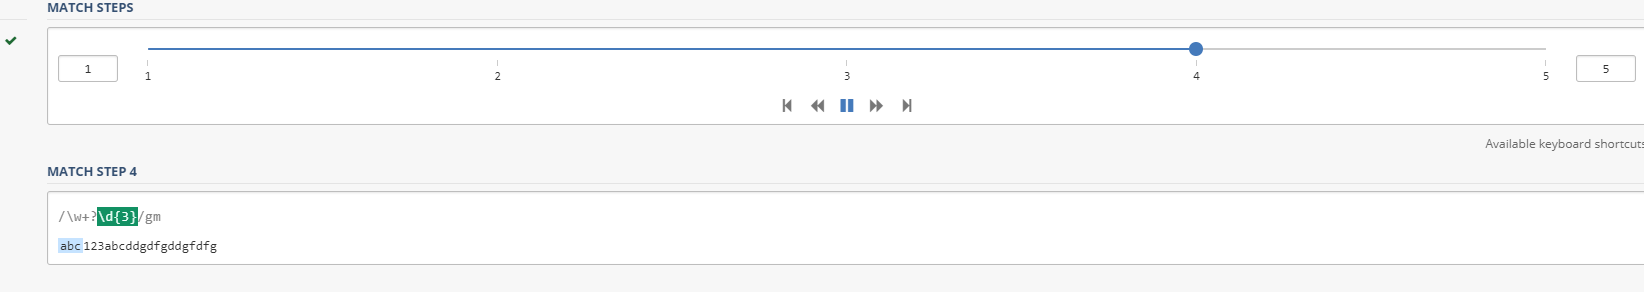 MATCH STEPS
1
1 2 3 4 5
5
Available keyboard shortcuts
MATCH STEP 4
/\w+?\d{3}/gm
abc123abcddgdfgddgfdfg